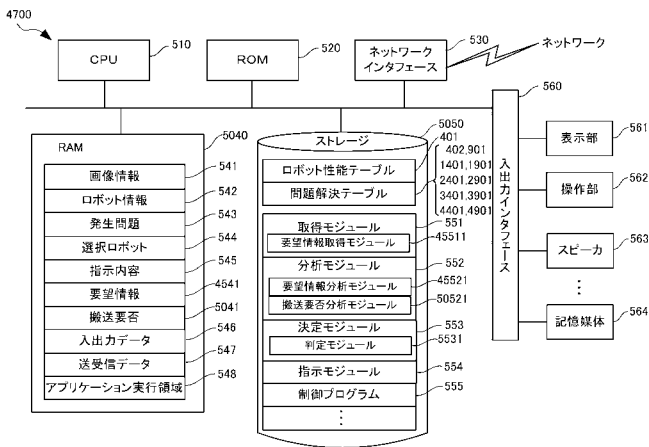 4700
CPU
510
ROM
520
ネットワーク
インタフェース
530
ネットワーク
560
RAM
5040
画像情報
541
ロボット情報
542
発生問題
543
選択ロボット
544
指示内容
545
要望情報
4541
搬送要否
5041
入出力データ
546
送受信データ
547
アプリケーション実行領域
548
ストレージ
5050
401
ロボット性能テーブル
問題解決テーブル
402,901
1401,1901
2401,2901
3401,3901
4401,4901
取得モジュール
551
要望情報取得モジュール
45511
分析モジュール
552
要望情報分析モジュール
45521
搬送要否分析モジュール
50521
決定モジュール
553
判定モジュール
5531
指示モジュール
554
制御プログラム
555
⋮
入出力インタフェース
表示部
561
操作部
562
スピーカ
563
⋮
記憶媒体
564